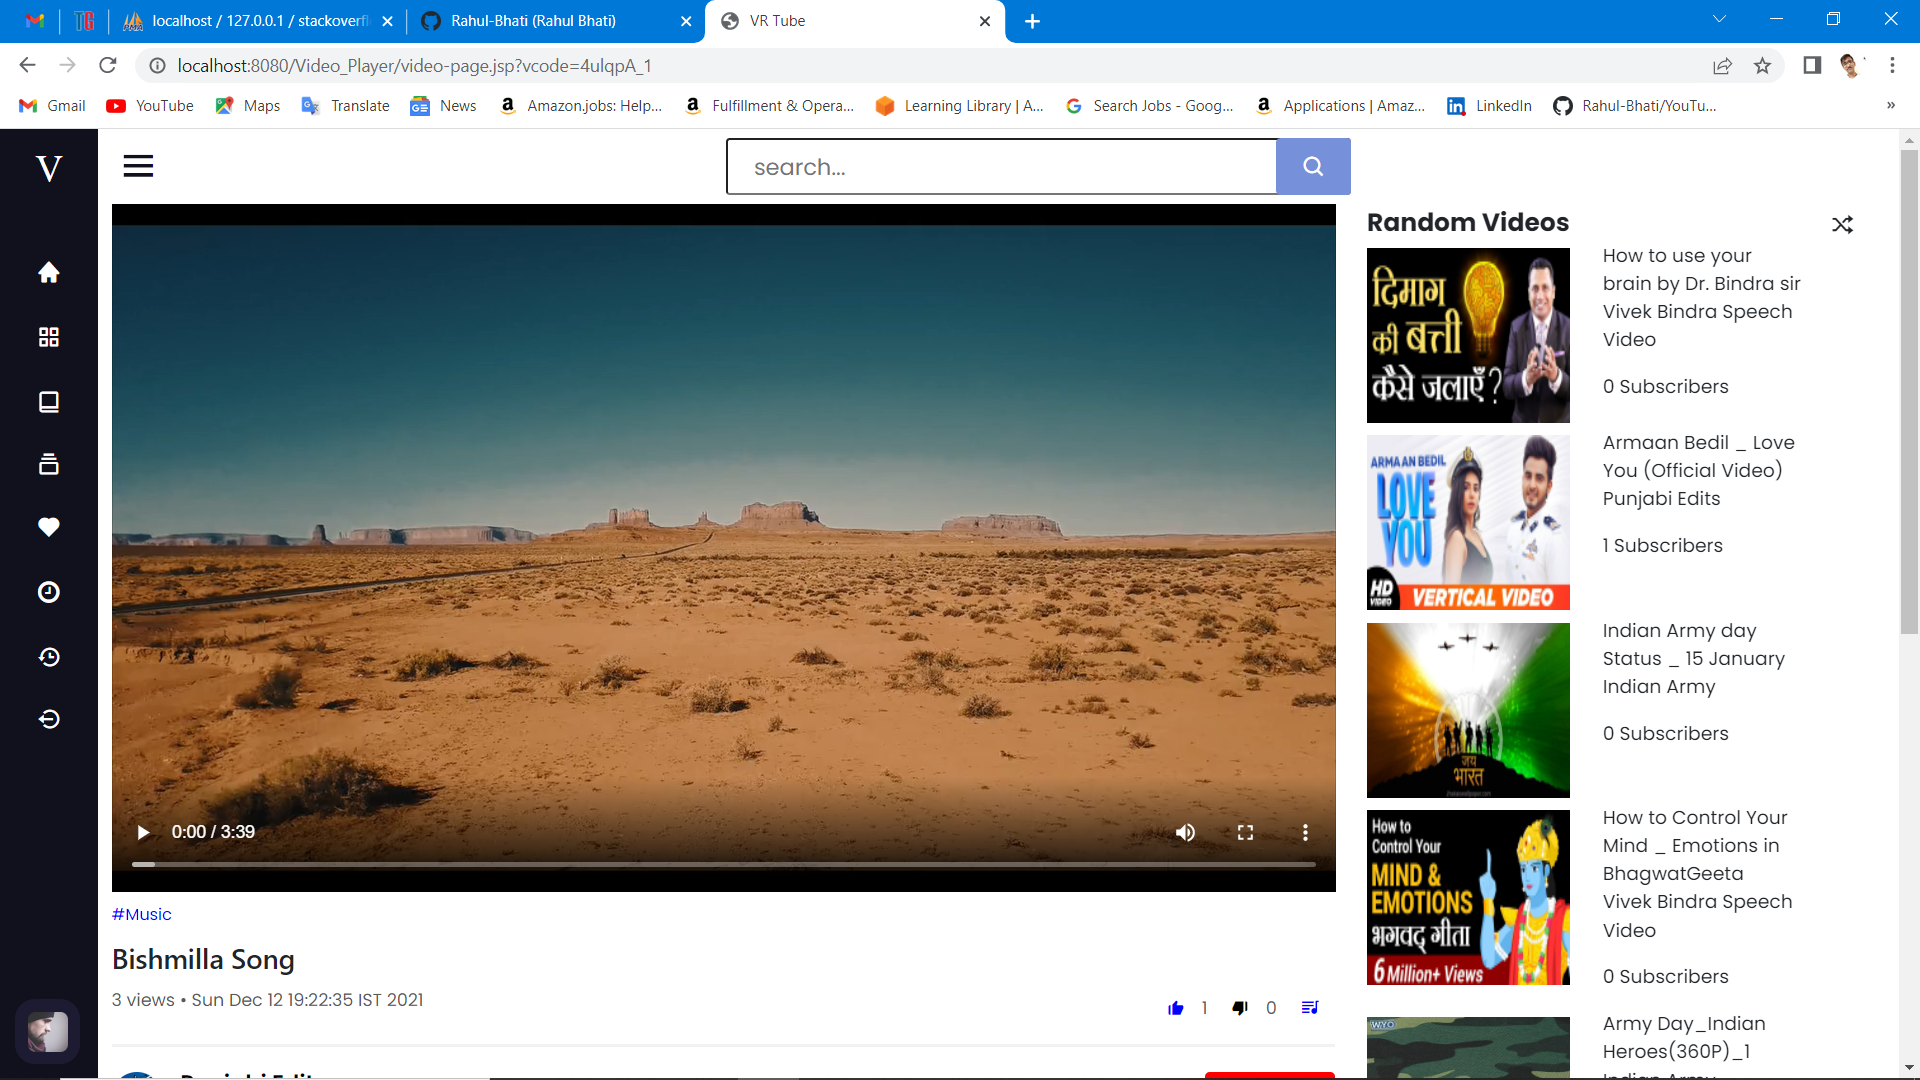 localhost / 127.0.0.1 / stackoverfl
Rahul-Bhati (Rahul Bhati)
VR Tube
localhost:8080/Video_Player/video-page.jsp?vcode=4ulqpA_1
Gmail
YouTube
Maps
Translate
News
Amazon.jobs: Help...
Fulfillment & Opera...
Learning Library | A...
Search Jobs - Goog...
Applications | Amaz...
LinkedIn
Rahul-Bhati/YouTu...
V
search...
0:00 / 3:39
#Music
Bishmilla Song
3 views • Sun Dec 12 19:22:35 IST 2021
1
0
Random Videos
दिमाग
की बत्ती
कैसे जलाएँ?
How to use your
brain by Dr. Bindra sir
Vivek Bindra Speech
Video
0 Subscribers
ARMAAN BEDIL
LOVE
YOU
HD
VIDEO
VERTICAL VIDEO
Armaan Bedil _ Love
You (Official Video)
Punjabi Edits
1 Subscribers
जय
भारत
Indian Army day
Status _ 15 January
Indian Army
0 Subscribers
How to
Control Your
MIND &
EMOTIONS
भगवद् गीता
6 Million+ Views
How to Control Your
Mind _ Emotions in
BhagwatGeeta
Vivek Bindra Speech
Video
0 Subscribers
WYO
Army Day_Indian
Heroes(360P)_1
Indian Army